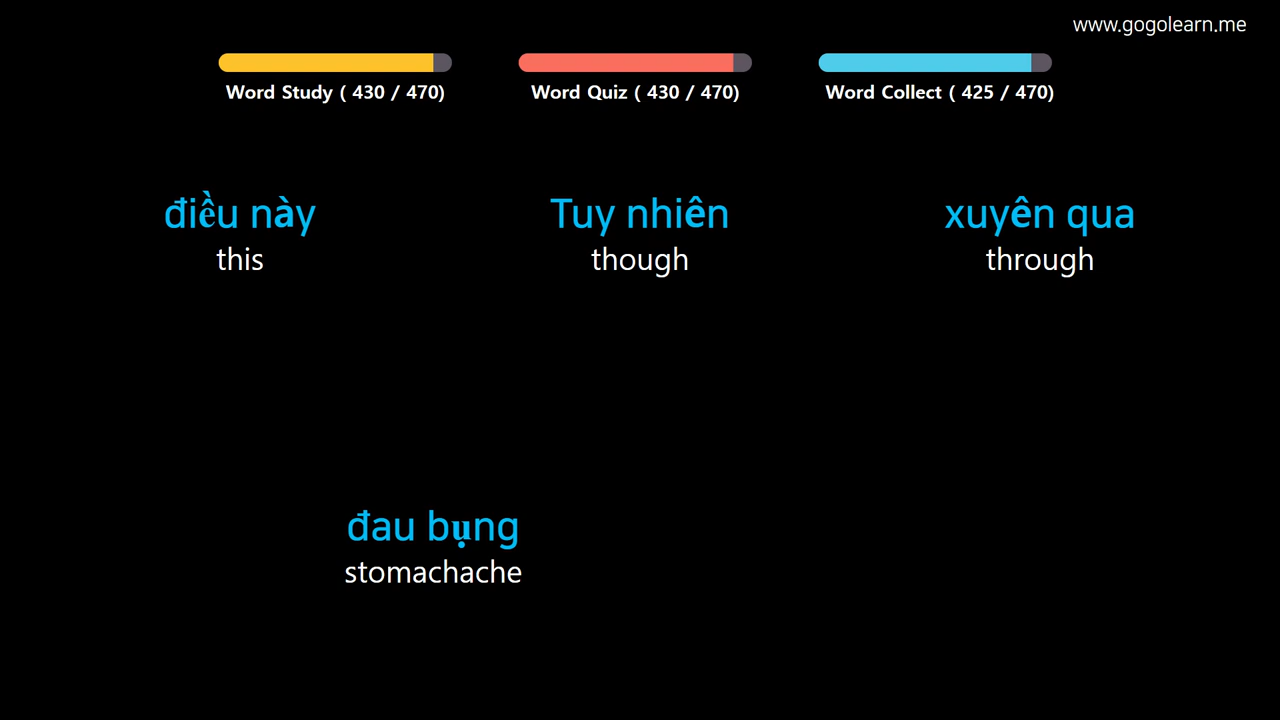 www.gogolearn.me
Word Study ( 430 / 470)
Word Quiz ( 430 / 470)
Word Collect ( 425 / 470)
điều này
this
Tuy nhiên
though
xuyên qua
through
đau bụng
stomachache